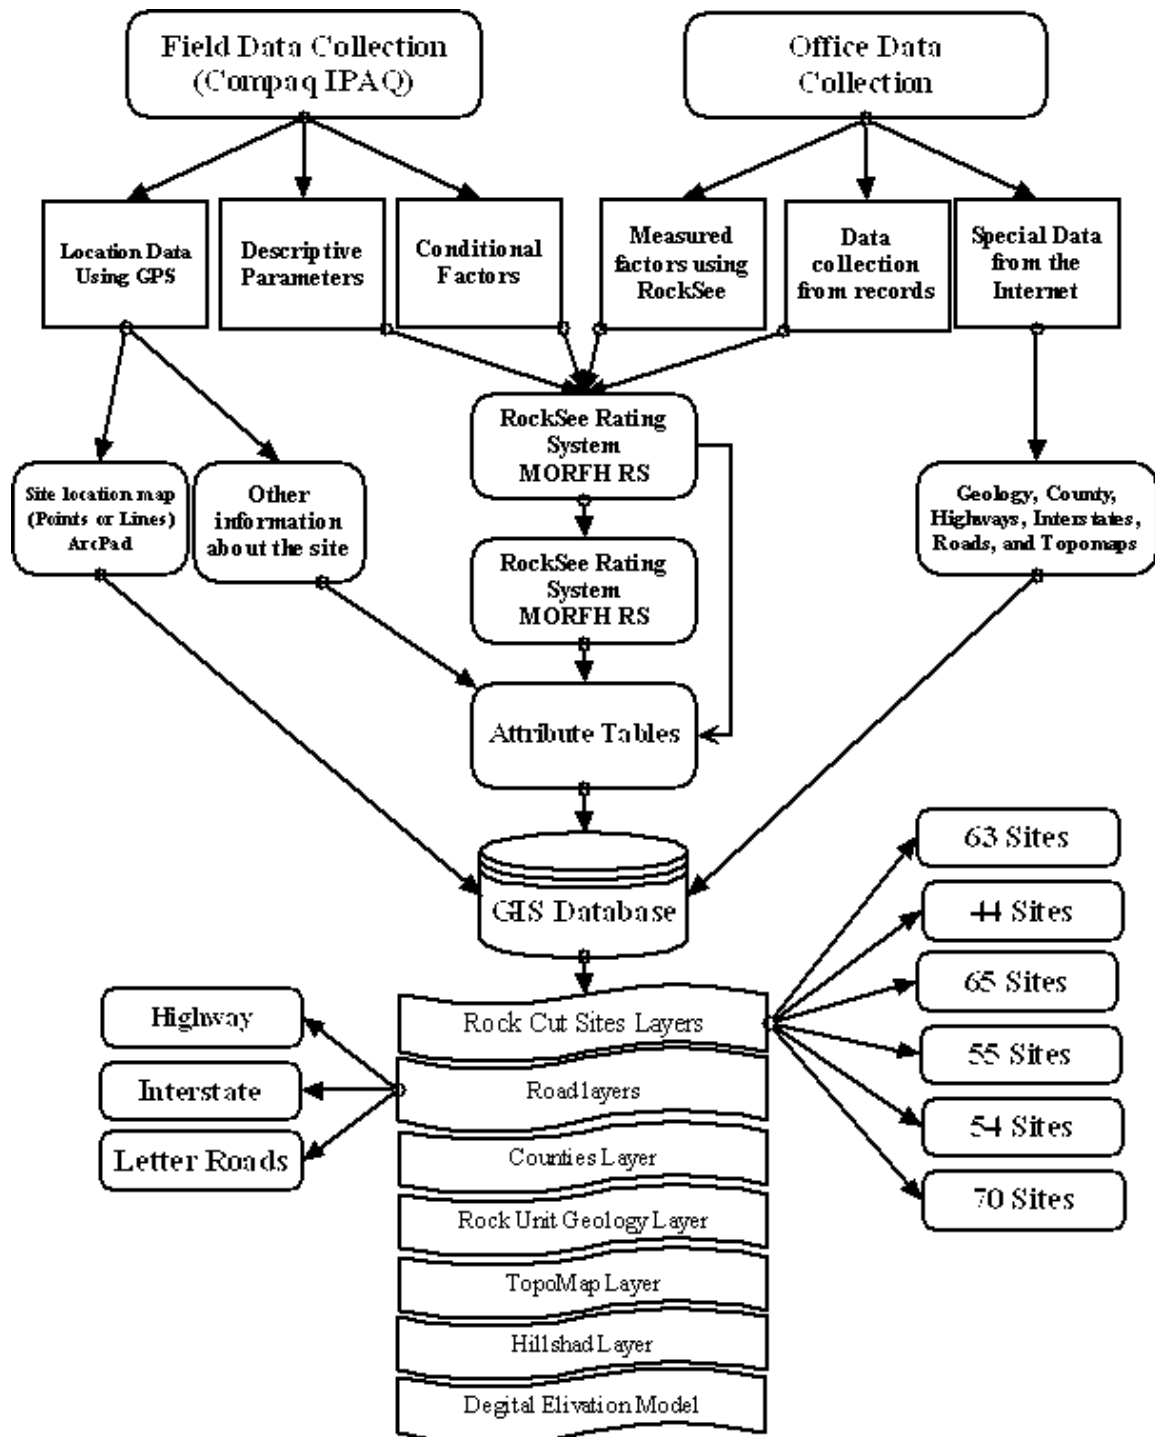 Field Data Collection
(Compaq IPAQ)
Office Data
Collection
Location Data
Using GPS
Descriptive
Parameters
Conditional
Factors
Measured
factors using
RockSee
Data
collection
from records
Special Data
from the
Internet
RockSee Rating
System
MORFH RS
Site location map
(Points or Lines)
ArcPad
Other
information
about the site
Geology, County,
Highways, Interstates,
Roads, and Topomaps
RockSee Rating
System
MORFH RS
Attribute Tables
GIS Database
63 Sites
44 Sites
65 Sites
55 Sites
54 Sites
70 Sites
Highway
Interstate
Letter Roads
Rock Cut Sites Layers
Road layers
Counties Layer
Rock Unit Geology Layer
TopoMap Layer
Hillshad Layer
Degital Elivation Model